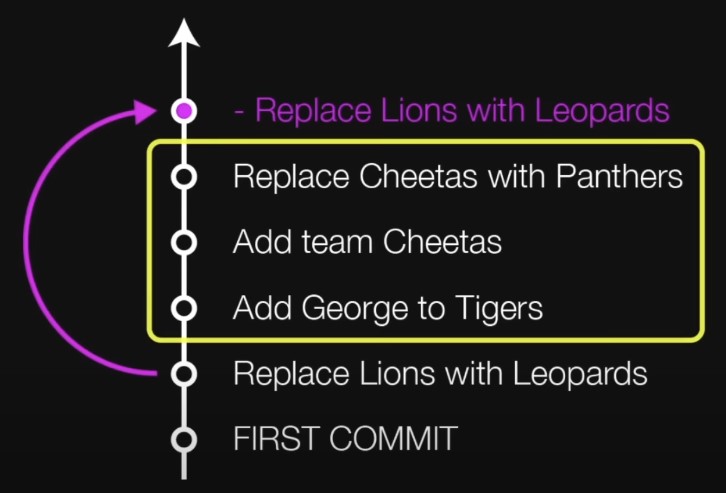 - Replace Lions with Leopards
Replace Cheetas with Panthers
Add team Cheetas
Add George to Tigers
Replace Lions with Leopards
FIRST COMMIT